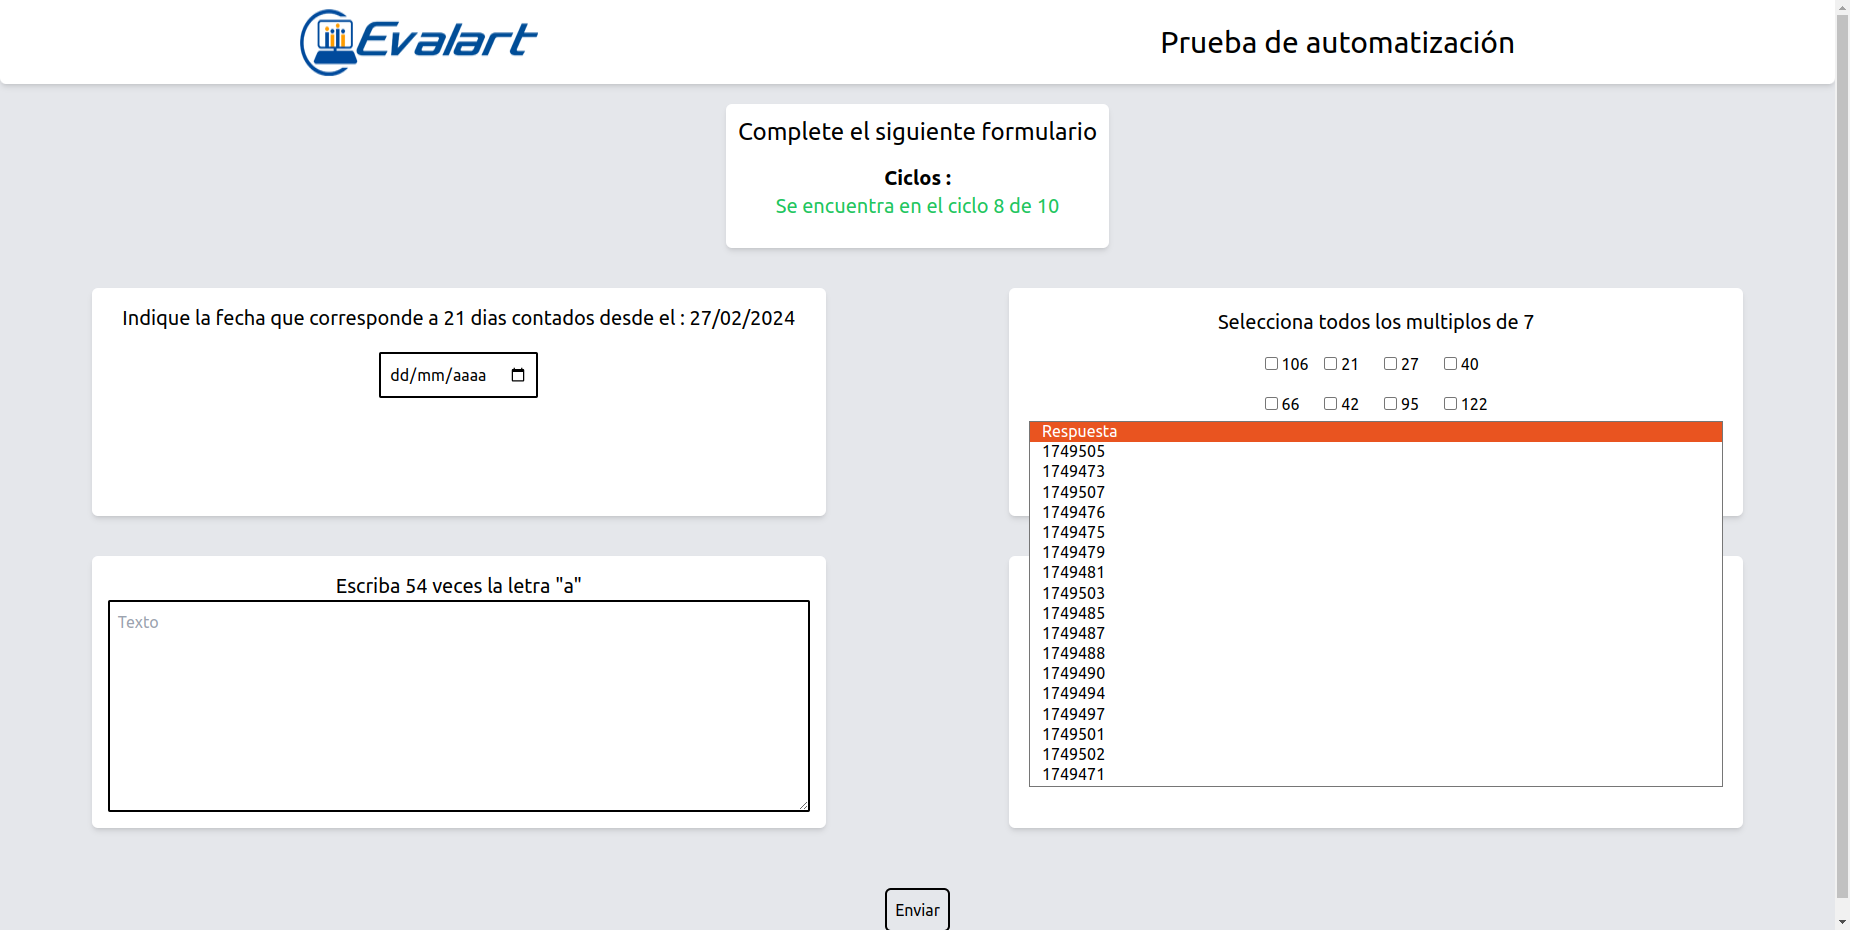 Evalart
Prueba de automatización
Complete el siguiente formulario
Ciclos :
Se encuentra en el ciclo 8 de 10
Indique la fecha que corresponde a 21 dias contados desde el : 27/02/2024
dd/mm/aaaa
Selecciona todos los multiplos de 7
106 21 27 40
66 42 95 122
Respuesta
1749505
1749473
1749507
1749476
1749475
1749479
1749481
1749503
1749485
1749487
1749488
1749490
1749494
1749497
1749501
1749502
1749471
Escriba 54 veces la letra "a"
Texto
Enviar